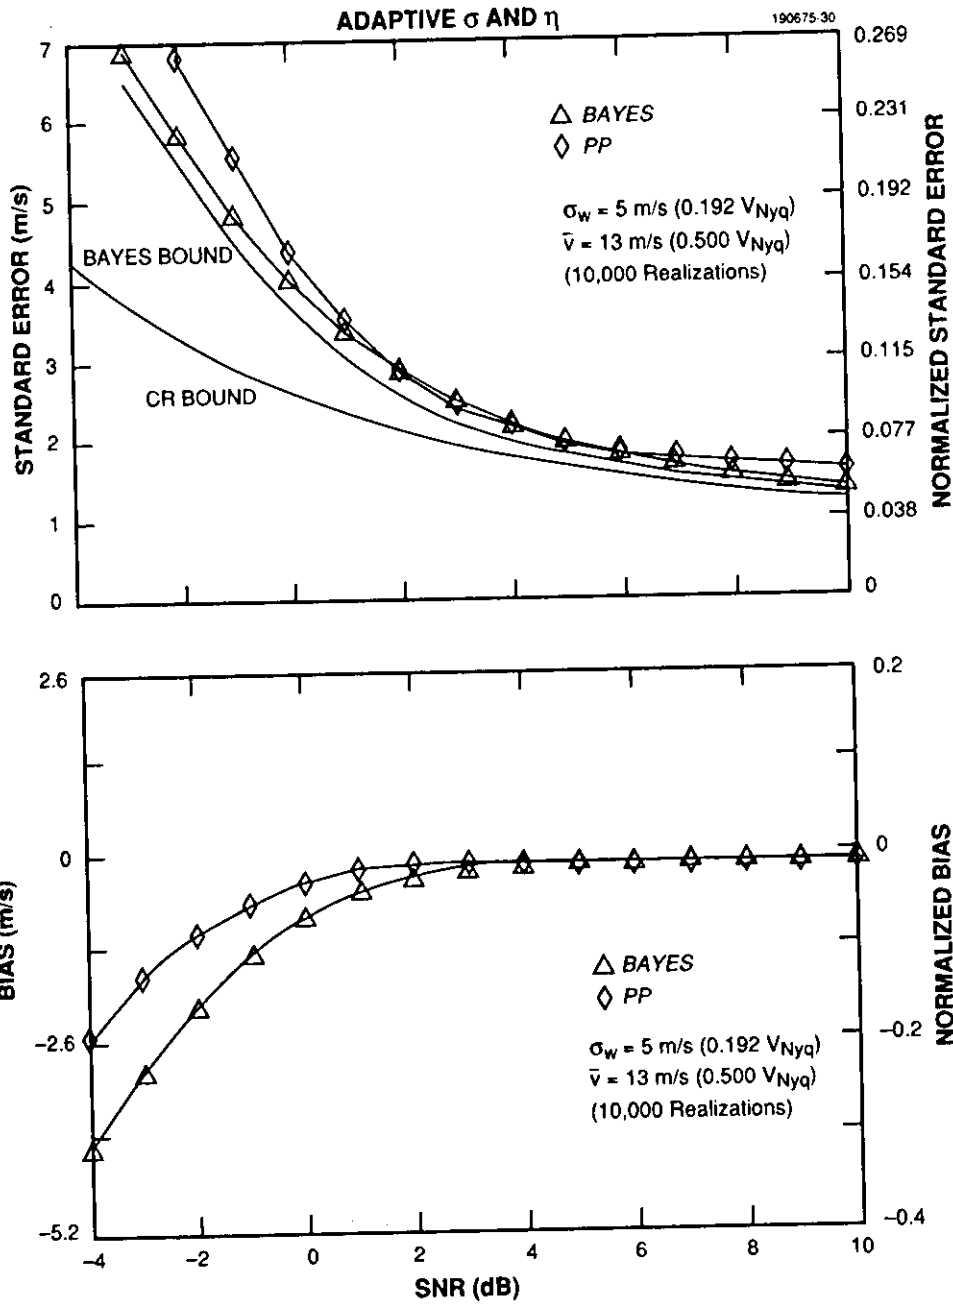 ADAPTIVE σ AND η
190675-30
7
6
5
4
3
2
1
0
STANDARD ERROR (m/s)
0.269
0.231
0.192
0.154
0.115
0.077
0.038
0
NORMALIZED STANDARD ERROR
△ BAYES
◇ PP
σw = 5 m/s (0.192 VNyq)
v̄ = 13 m/s (0.500 VNyq)
(10,000 Realizations)
BAYES BOUND
CR BOUND
2.6
0
−2.6
−5.2
BIAS (m/s)
0.2
0
−0.2
−0.4
NORMALIZED BIAS
△ BAYES
◇ PP
σw = 5 m/s (0.192 VNyq)
v̄ = 13 m/s (0.500 VNyq)
(10,000 Realizations)
−4 −2 0 2 4 6 8 10
SNR (dB)